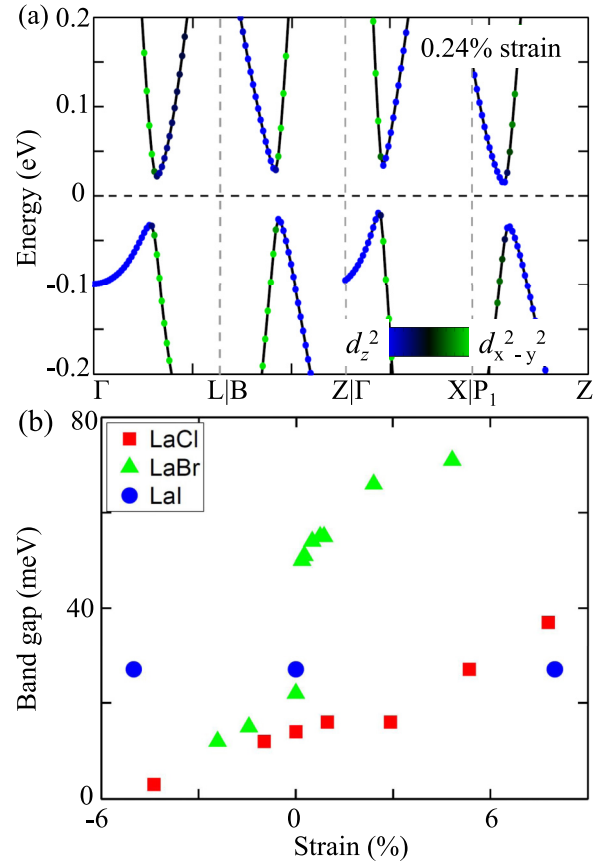 (a)
0.24% strain
Energy (eV)
0.2
0.1
0
-0.1
-0.2
d_z^2
d_x^2-y^2
Γ
L|B
Z|Γ
X|P₁
Z
(b)
LaCl
LaBr
LaI
Band gap (meV)
80
40
0
-6
0
6
Strain (%)